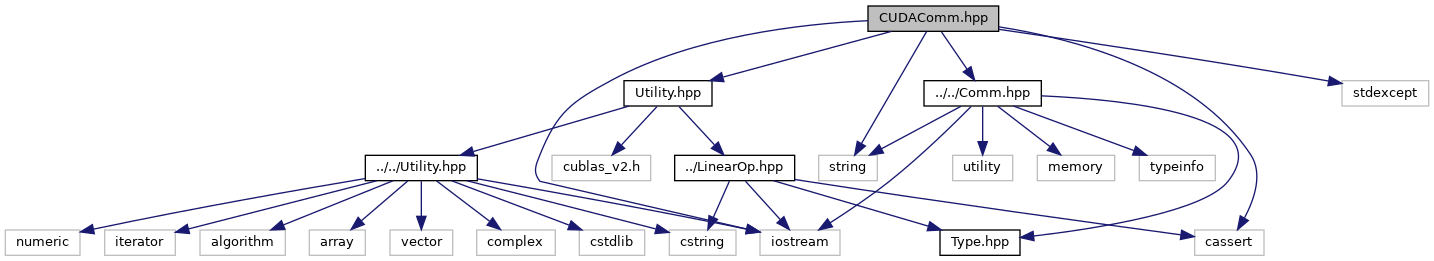 CUDAComm.hpp
Utility.hpp
../../Comm.hpp
stdexcept
../../Utility.hpp
cublas_v2.h
../LinearOp.hpp
string
utility
memory
typeinfo
numeric
iterator
algorithm
array
vector
complex
cstdlib
cstring
iostream
Type.hpp
cassert